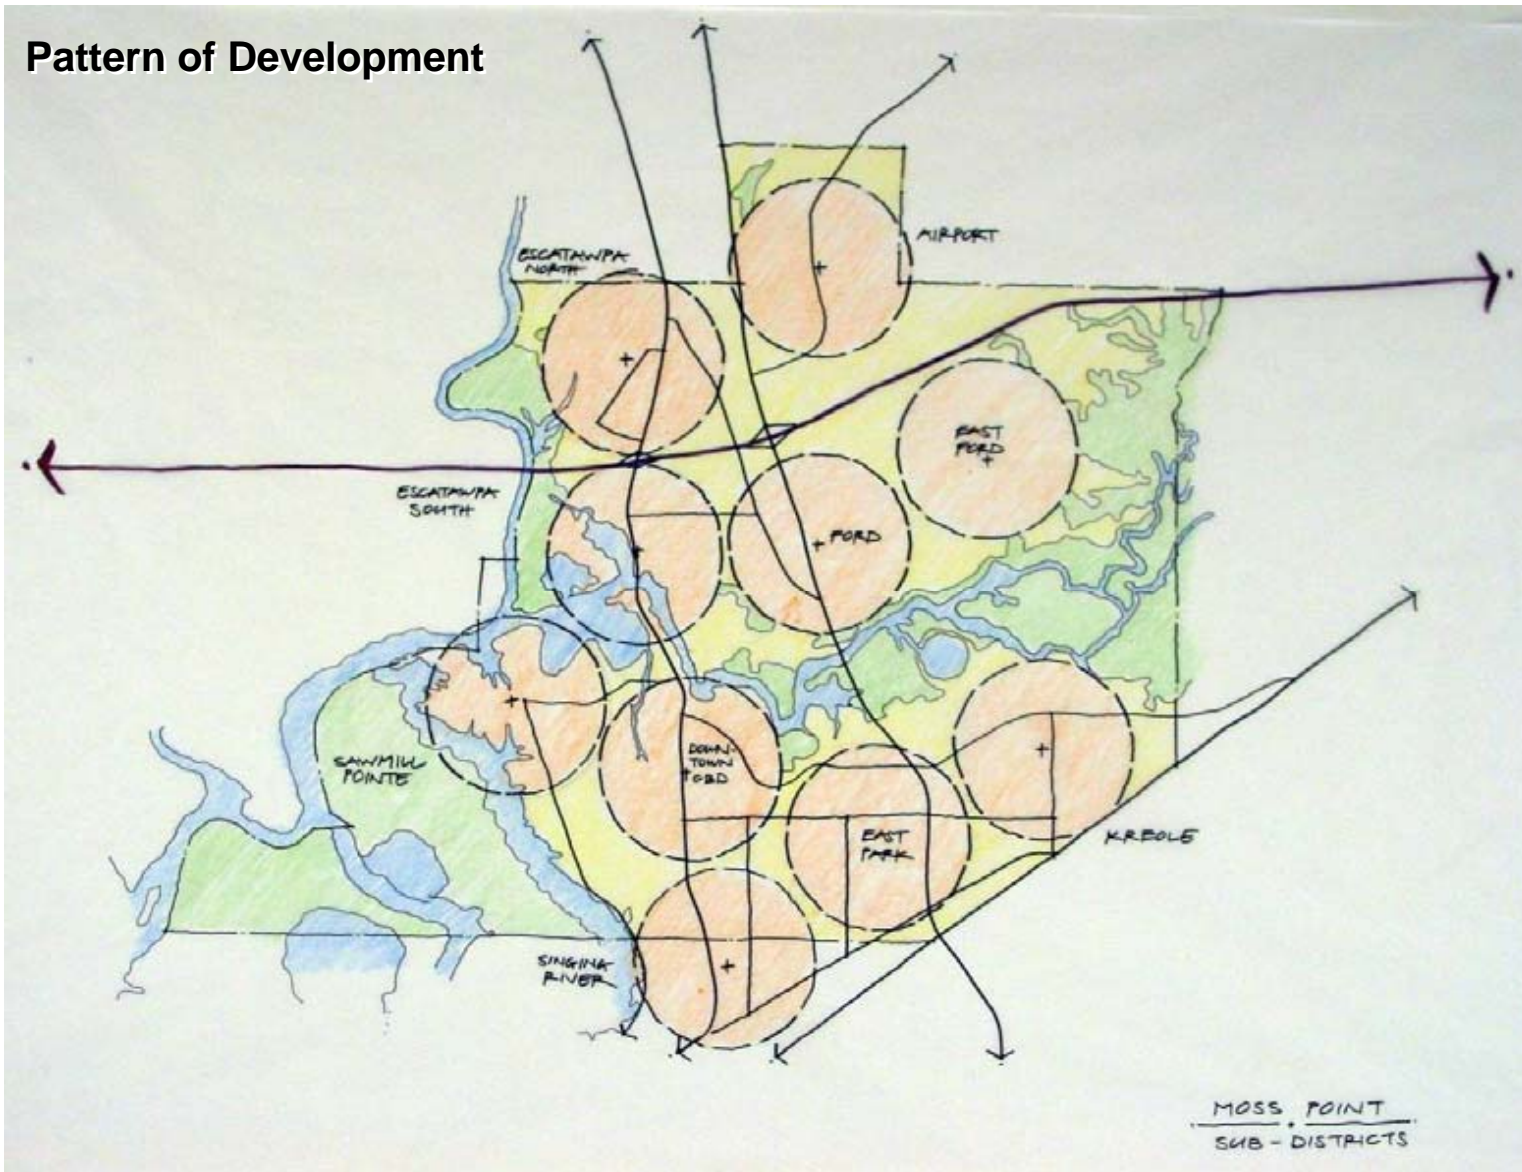 Pattern of Development
AIRPORT
ESCATAWPA
NORTH
EAST
FORD
ESCATAWPA
SOUTH
FORD
SAWMILL
POINTE
DOWN-
TOWN
CBD
EAST
PARK
KREOLE
SINGING
RIVER
MOSS POINT
SUB-DISTRICTS